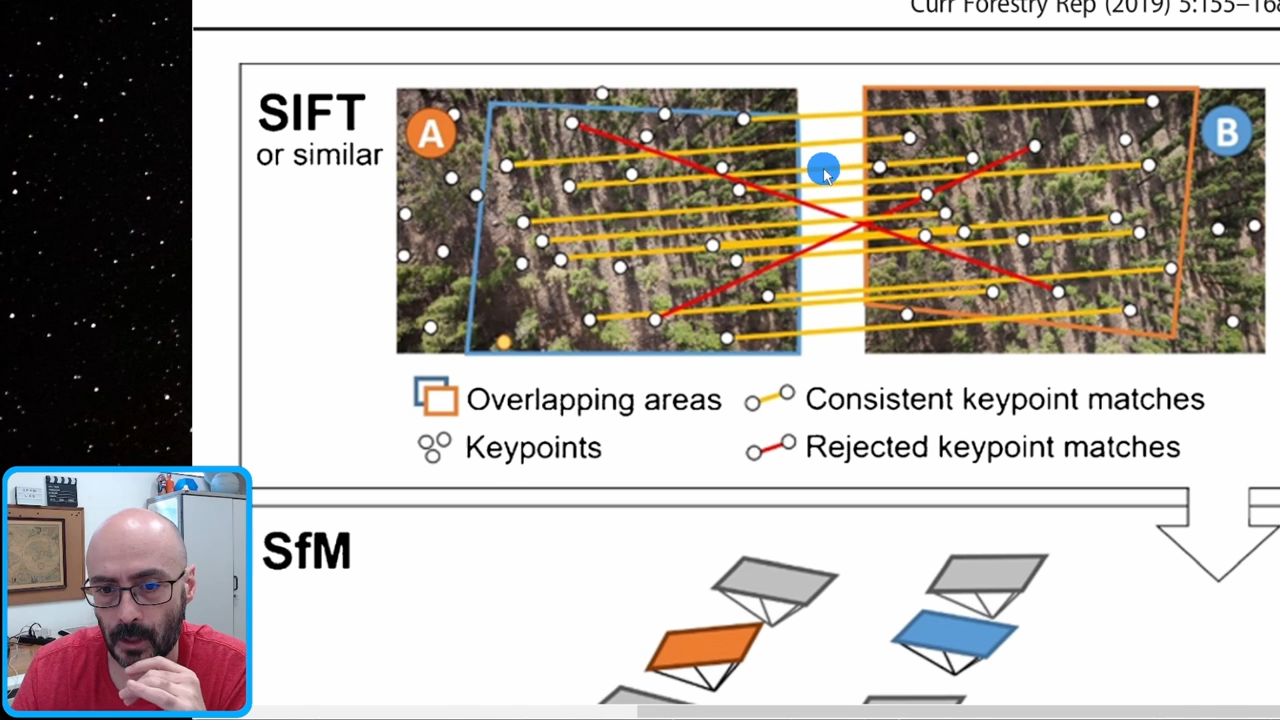 Curr Forestry Rep (2019) 5:155–168
SIFT
or similar
A
B
Overlapping areas
Consistent keypoint matches
Keypoints
Rejected keypoint matches
SfM